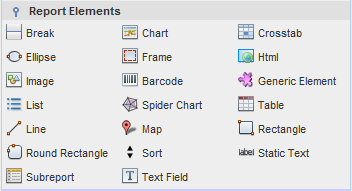 Report Elements
Break Chart Crosstab
Ellipse Frame Html
Image Barcode Generic Element
List Spider Chart Table
Line Map Rectangle
Round Rectangle Sort label Static Text
Subreport T Text Field